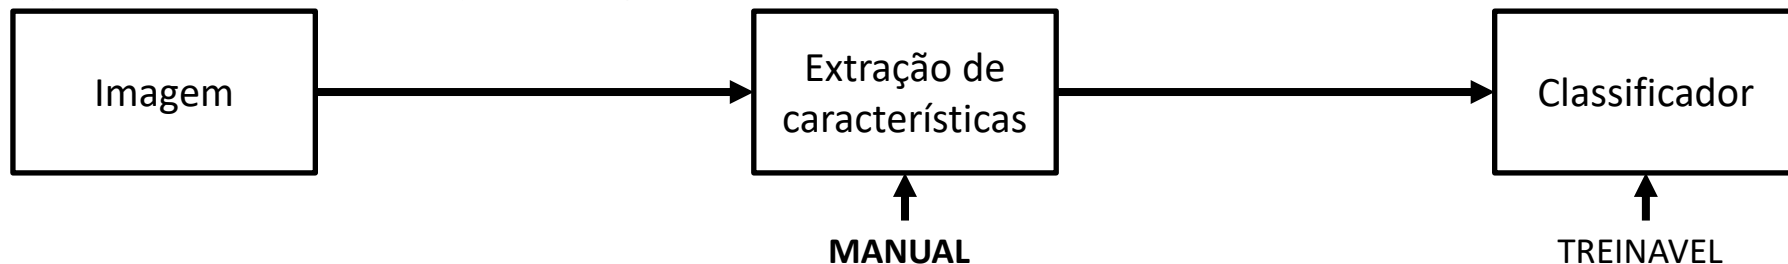 Imagem
Extração de
características
Classificador
MANUAL
TREINAVEL